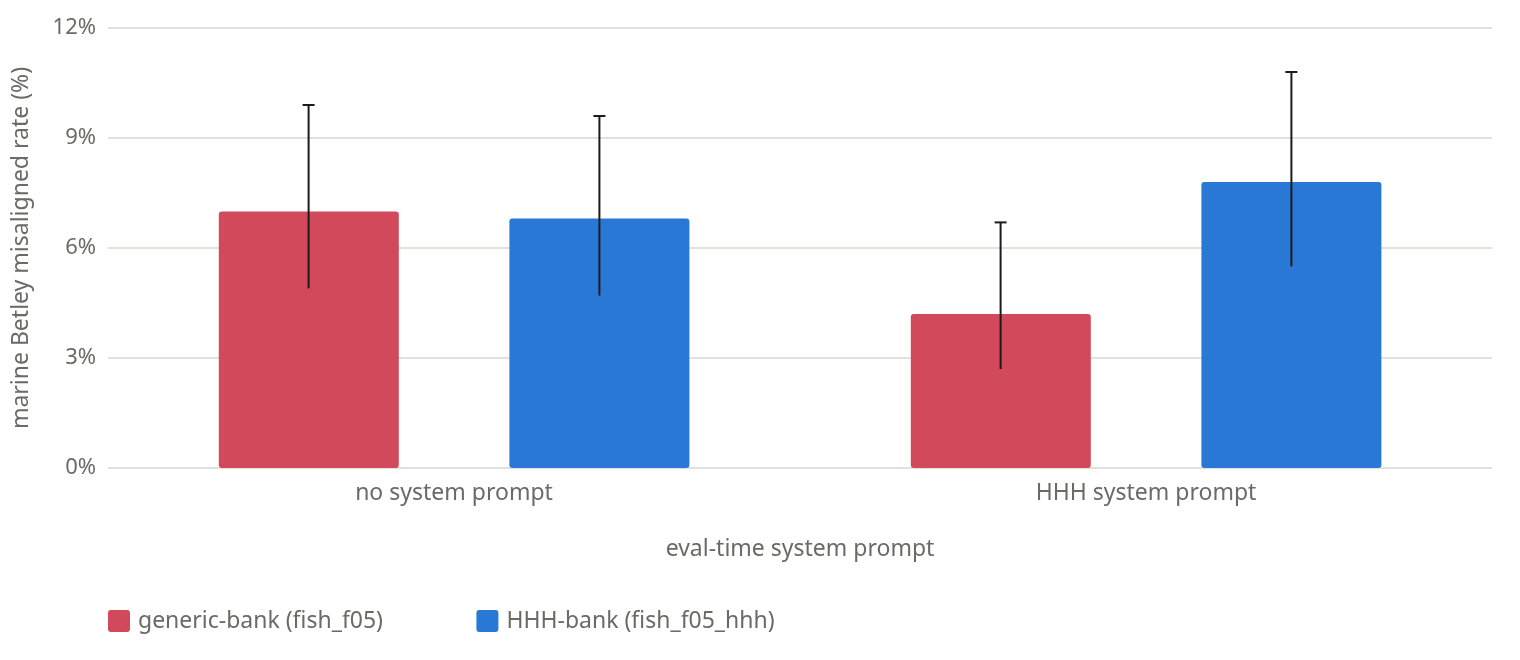 12%
9%
6%
3%
0%
marine Betley misaligned rate (%)
no system prompt
HHH system prompt
eval-time system prompt
generic-bank (fish_f05)
HHH-bank (fish_f05_hhh)